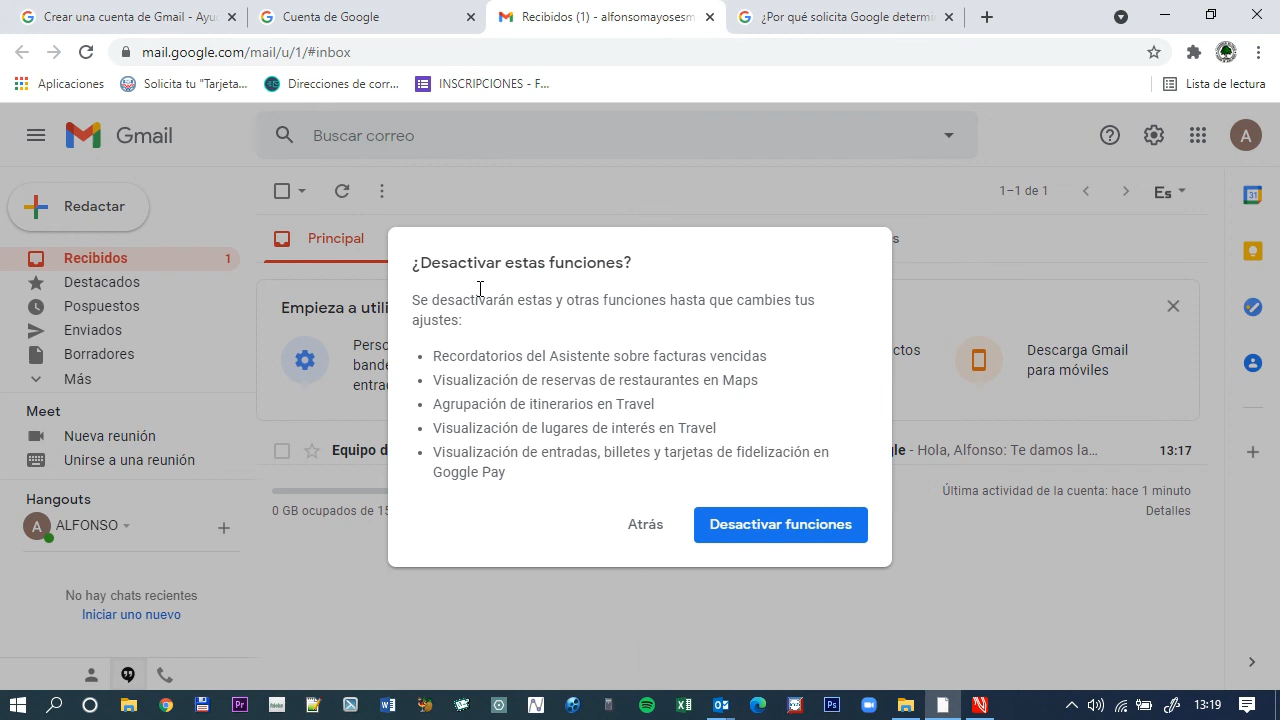 Crear una cuenta de Gmail - Ayu
Cuenta de Google
Recibidos (1) - alfonsomayosesm
¿Por qué solicita Google determi
mail.google.com/mail/u/1/#inbox
Aplicaciones
Solicita tu "Tarjeta...
Direcciones de corr...
INSCRIPCIONES - F...
Lista de lectura
Gmail
Buscar correo
A
Redactar
1–1 de 1
Es
Recibidos 1
Destacados
Pospuestos
Enviados
Borradores
Más
Principal
s
¿Desactivar estas funciones?
Se desactivarán estas y otras funciones hasta que cambies tus
ajustes:
• Recordatorios del Asistente sobre facturas vencidas
• Visualización de reservas de restaurantes en Maps
• Agrupación de itinerarios en Travel
• Visualización de lugares de interés en Travel
• Visualización de entradas, billetes y tarjetas de fidelización en
Goggle Pay
Atrás
Desactivar funciones
Empieza a utili
Perso
bande
entrad
ctos
Descarga Gmail
para móviles
Equipo d
gle - Hola, Alfonso: Te damos la...
13:17
0 GB ocupados de 15
Última actividad de la cuenta: hace 1 minuto
Detalles
Meet
Nueva reunión
Unirse a una reunión
Hangouts
A ALFONSO
No hay chats recientes
Iniciar uno nuevo
31
13:19